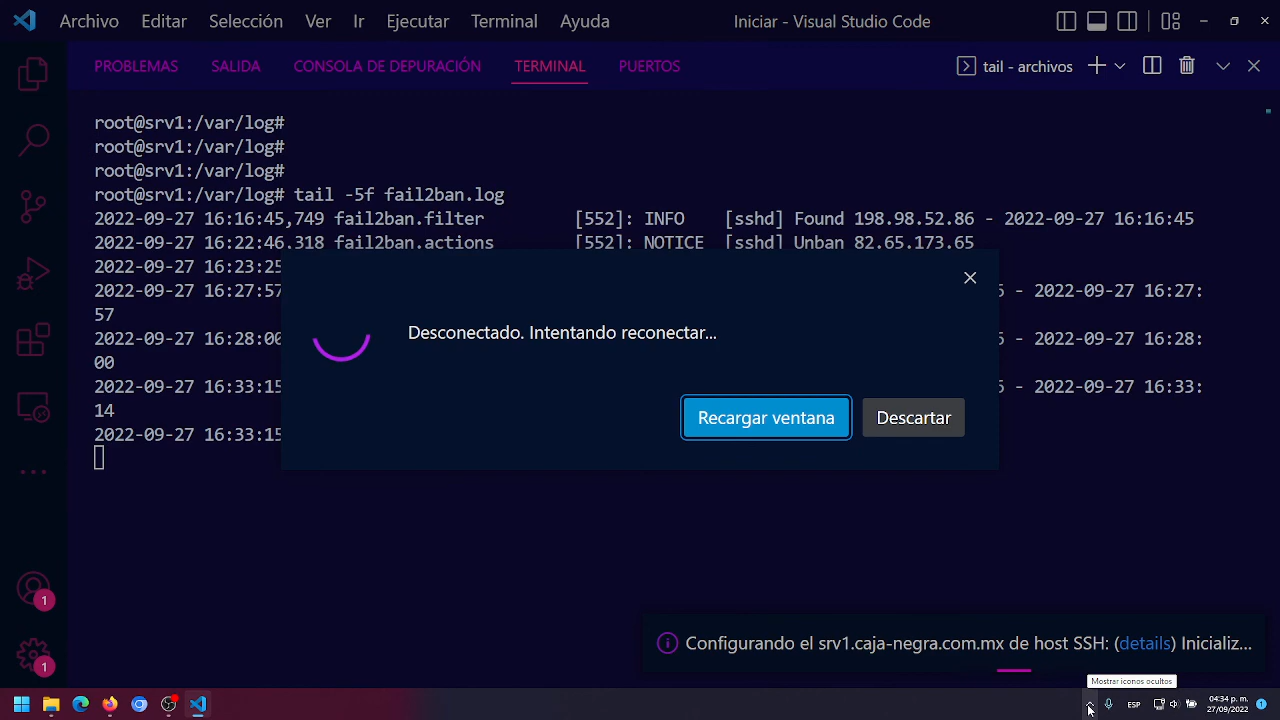 Archivo Editar Selección Ver Ir Ejecutar Terminal Ayuda Iniciar - Visual Studio Code
PROBLEMAS SALIDA CONSOLA DE DEPURACIÓN TERMINAL PUERTOS tail - archivos
root@srv1:/var/log#
root@srv1:/var/log#
root@srv1:/var/log#
root@srv1:/var/log# tail -5f fail2ban.log
2022-09-27 16:16:45,749 fail2ban.filter [552]: INFO [sshd] Found 198.98.52.86 - 2022-09-27 16:16:45
2022-09-27 16:22:46,318 fail2ban.actions [552]: NOTICE [sshd] Unban 82.65.173.65
2022-09-27 16:23:25
2022-09-27 16:27:57 - 2022-09-27 16:27:
57
2022-09-27 16:28:00 - 2022-09-27 16:28:
00
2022-09-27 16:33:15 - 2022-09-27 16:33:
14
2022-09-27 16:33:15
Desconectado. Intentando reconectar...
Recargar ventana Descartar
Configurando el srv1.caja-negra.com.mx de host SSH: (details) Inicializ...
Mostrar iconos ocultos
1
1
ESP 04:34 p. m.
27/09/2022 1